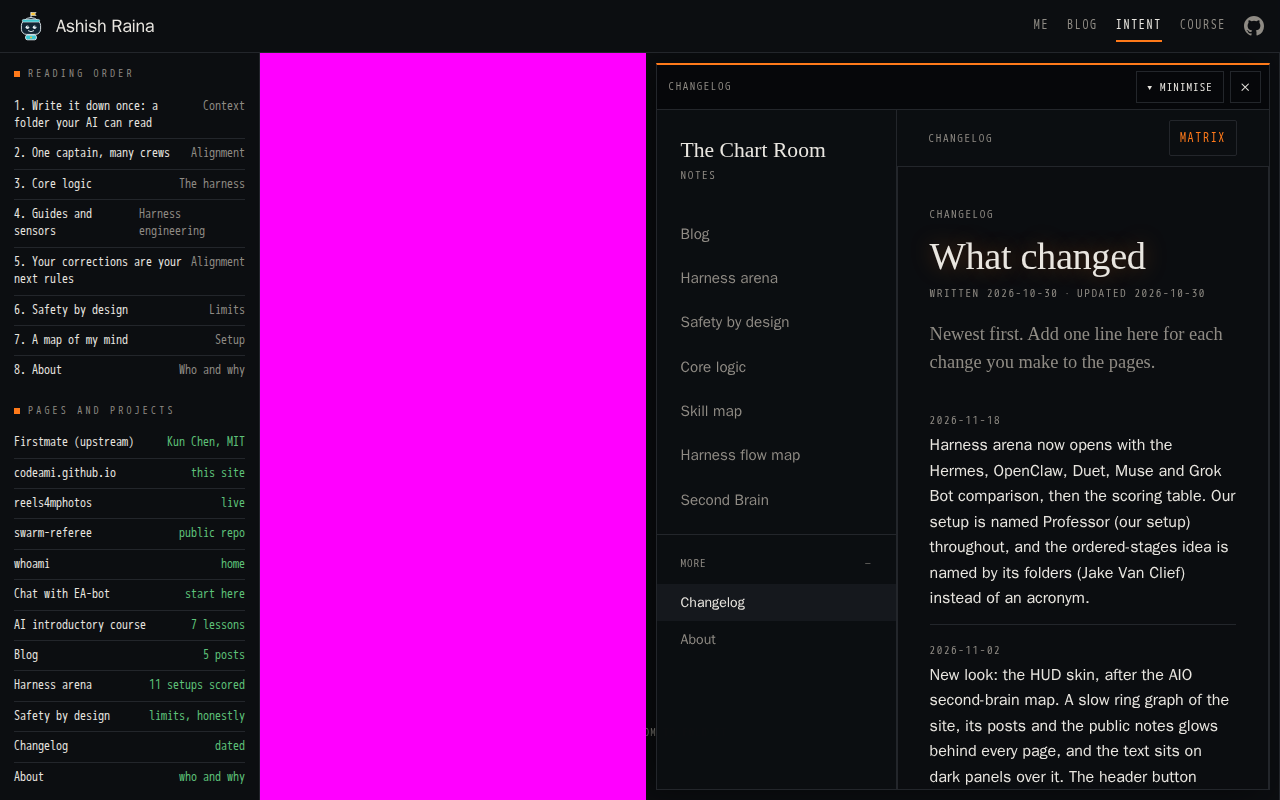 Ashish Raina
ME BLOG INTENT COURSE
READING ORDER
1. Write it down once: a folder your AI can read Context
2. One captain, many crews Alignment
3. Core logic The harness
4. Guides and sensors Harness engineering
5. Your corrections are your next rules Alignment
6. Safety by design Limits
7. A map of my mind Setup
8. About Who and why
PAGES AND PROJECTS
Firstmate (upstream) Kun Chen, MIT
codeami.github.io this site
reels4mphotos live
swarm-referee public repo
whoami home
Chat with EA-bot start here
AI introductory course 7 lessons
Blog 5 posts
Harness arena 11 setups scored
Safety by design limits, honestly
Changelog dated
About who and why
CHANGELOG
▾ MINIMISE ✕
The Chart Room
NOTES
Blog
Harness arena
Safety by design
Core logic
Skill map
Harness flow map
Second Brain
MORE –
Changelog
About
CHANGELOG
MATRIX
CHANGELOG
What changed
WRITTEN 2026-10-30 · UPDATED 2026-10-30
Newest first. Add one line here for each
change you make to the pages.
2026-11-18
Harness arena now opens with the
Hermes, OpenClaw, Duet, Muse and Grok
Bot comparison, then the scoring table. Our
setup is named Professor (our setup)
throughout, and the ordered-stages idea is
named by its folders (Jake Van Clief)
instead of an acronym.
2026-11-02
New look: the HUD skin, after the AIO
second-brain map. A slow ring graph of the
site, its posts and the public notes glows
behind every page, and the text sits on
dark panels over it. The header button